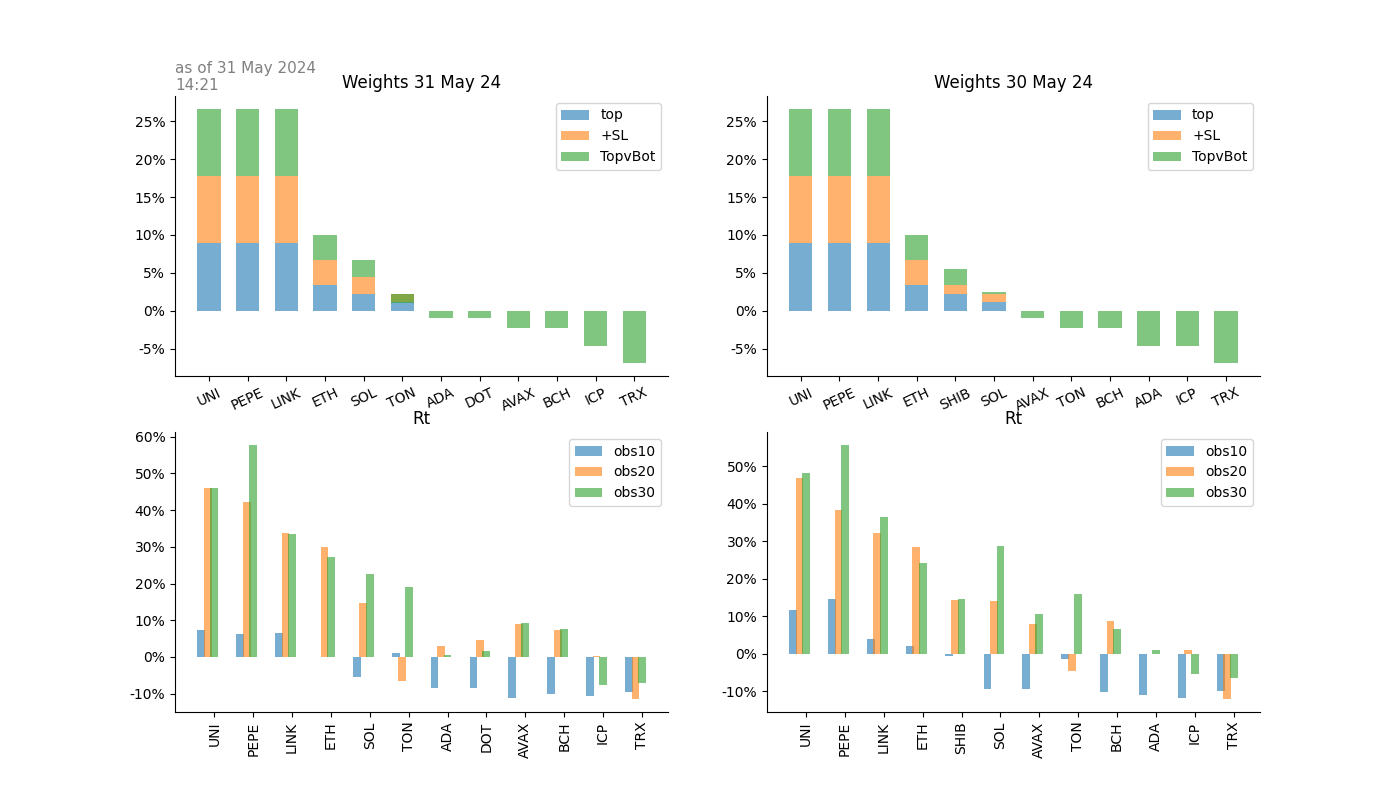 as of 31 May 2024
14:21
Weights 31 May 24
25%
20%
15%
10%
5%
0%
-5%
top
+SL
TopvBot
UNI PEPE LINK ETH SOL TON ADA DOT AVAX BCH ICP TRX
Weights 30 May 24
25%
20%
15%
10%
5%
0%
-5%
top
+SL
TopvBot
UNI PEPE LINK ETH SHIB SOL AVAX TON BCH ADA ICP TRX
Rt
60%
50%
40%
30%
20%
10%
0%
-10%
obs10
obs20
obs30
UNI PEPE LINK ETH SOL TON ADA DOT AVAX BCH ICP TRX
Rt
50%
40%
30%
20%
10%
0%
-10%
obs10
obs20
obs30
UNI PEPE LINK ETH SHIB SOL AVAX TON BCH ADA ICP TRX